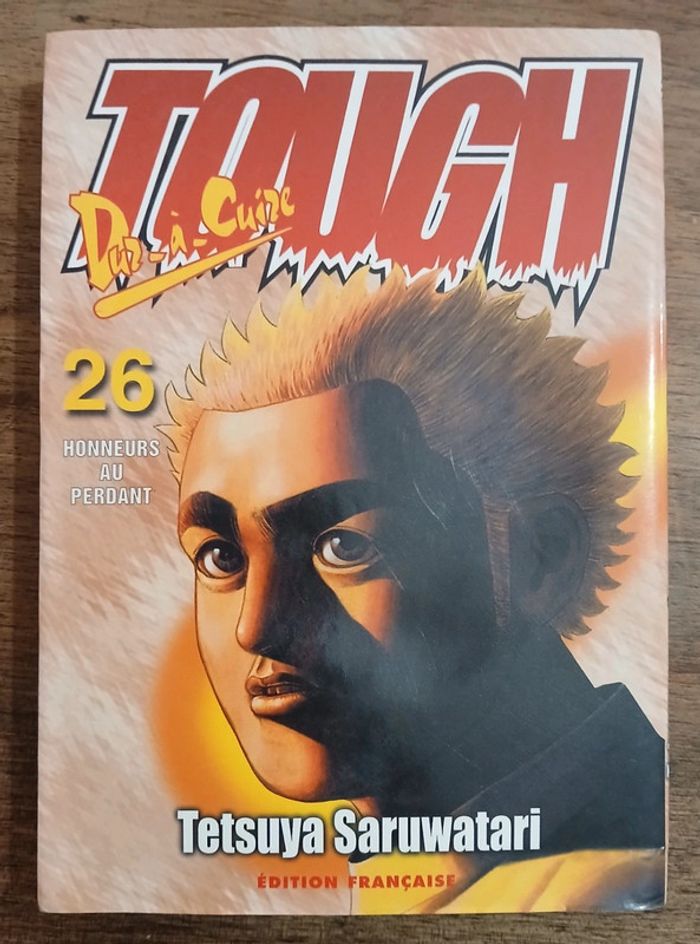 TOUGH
Dur-à-Cuire
26
HONNEURS
AU
PERDANT
Tetsuya Saruwatari
ÉDITION FRANÇAISE